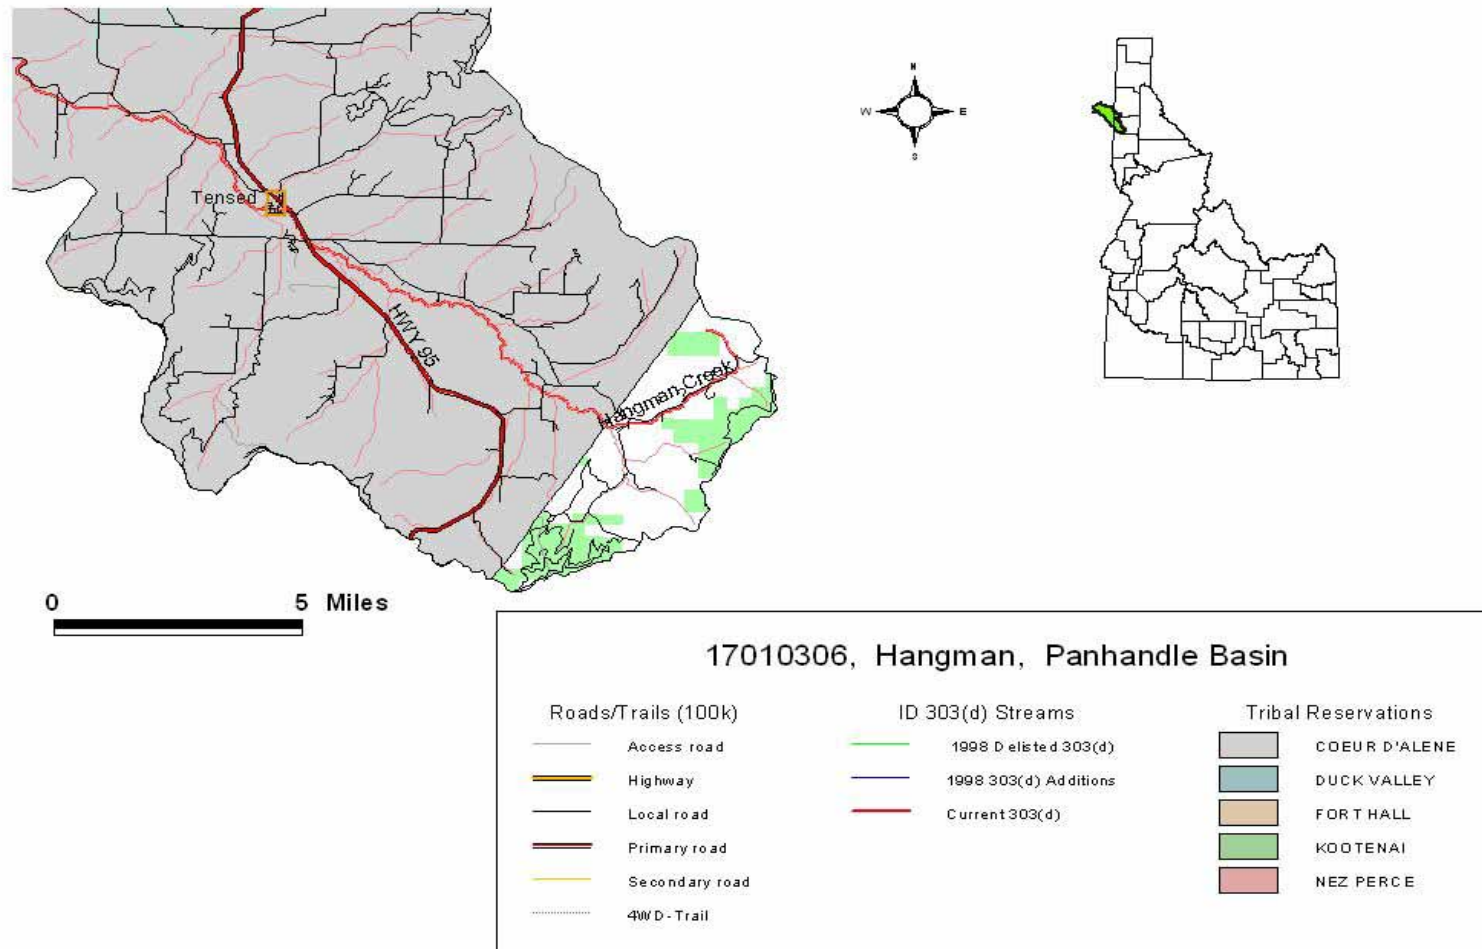 N
W E
S
Tensed
HWY 95
Hangman Creek
0 5 Miles
17010306, Hangman, Panhandle Basin
Roads/Trails (100k)
Access road
Highway
Local road
Primary road
Secondary road
4WD-Trail
ID 303(d) Streams
1998 Delisted 303(d)
1998 303(d) Additions
Current 303(d)
Tribal Reservations
COEUR D'ALENE
DUCK VALLEY
FORT HALL
KOOTENAI
NEZ PERCE